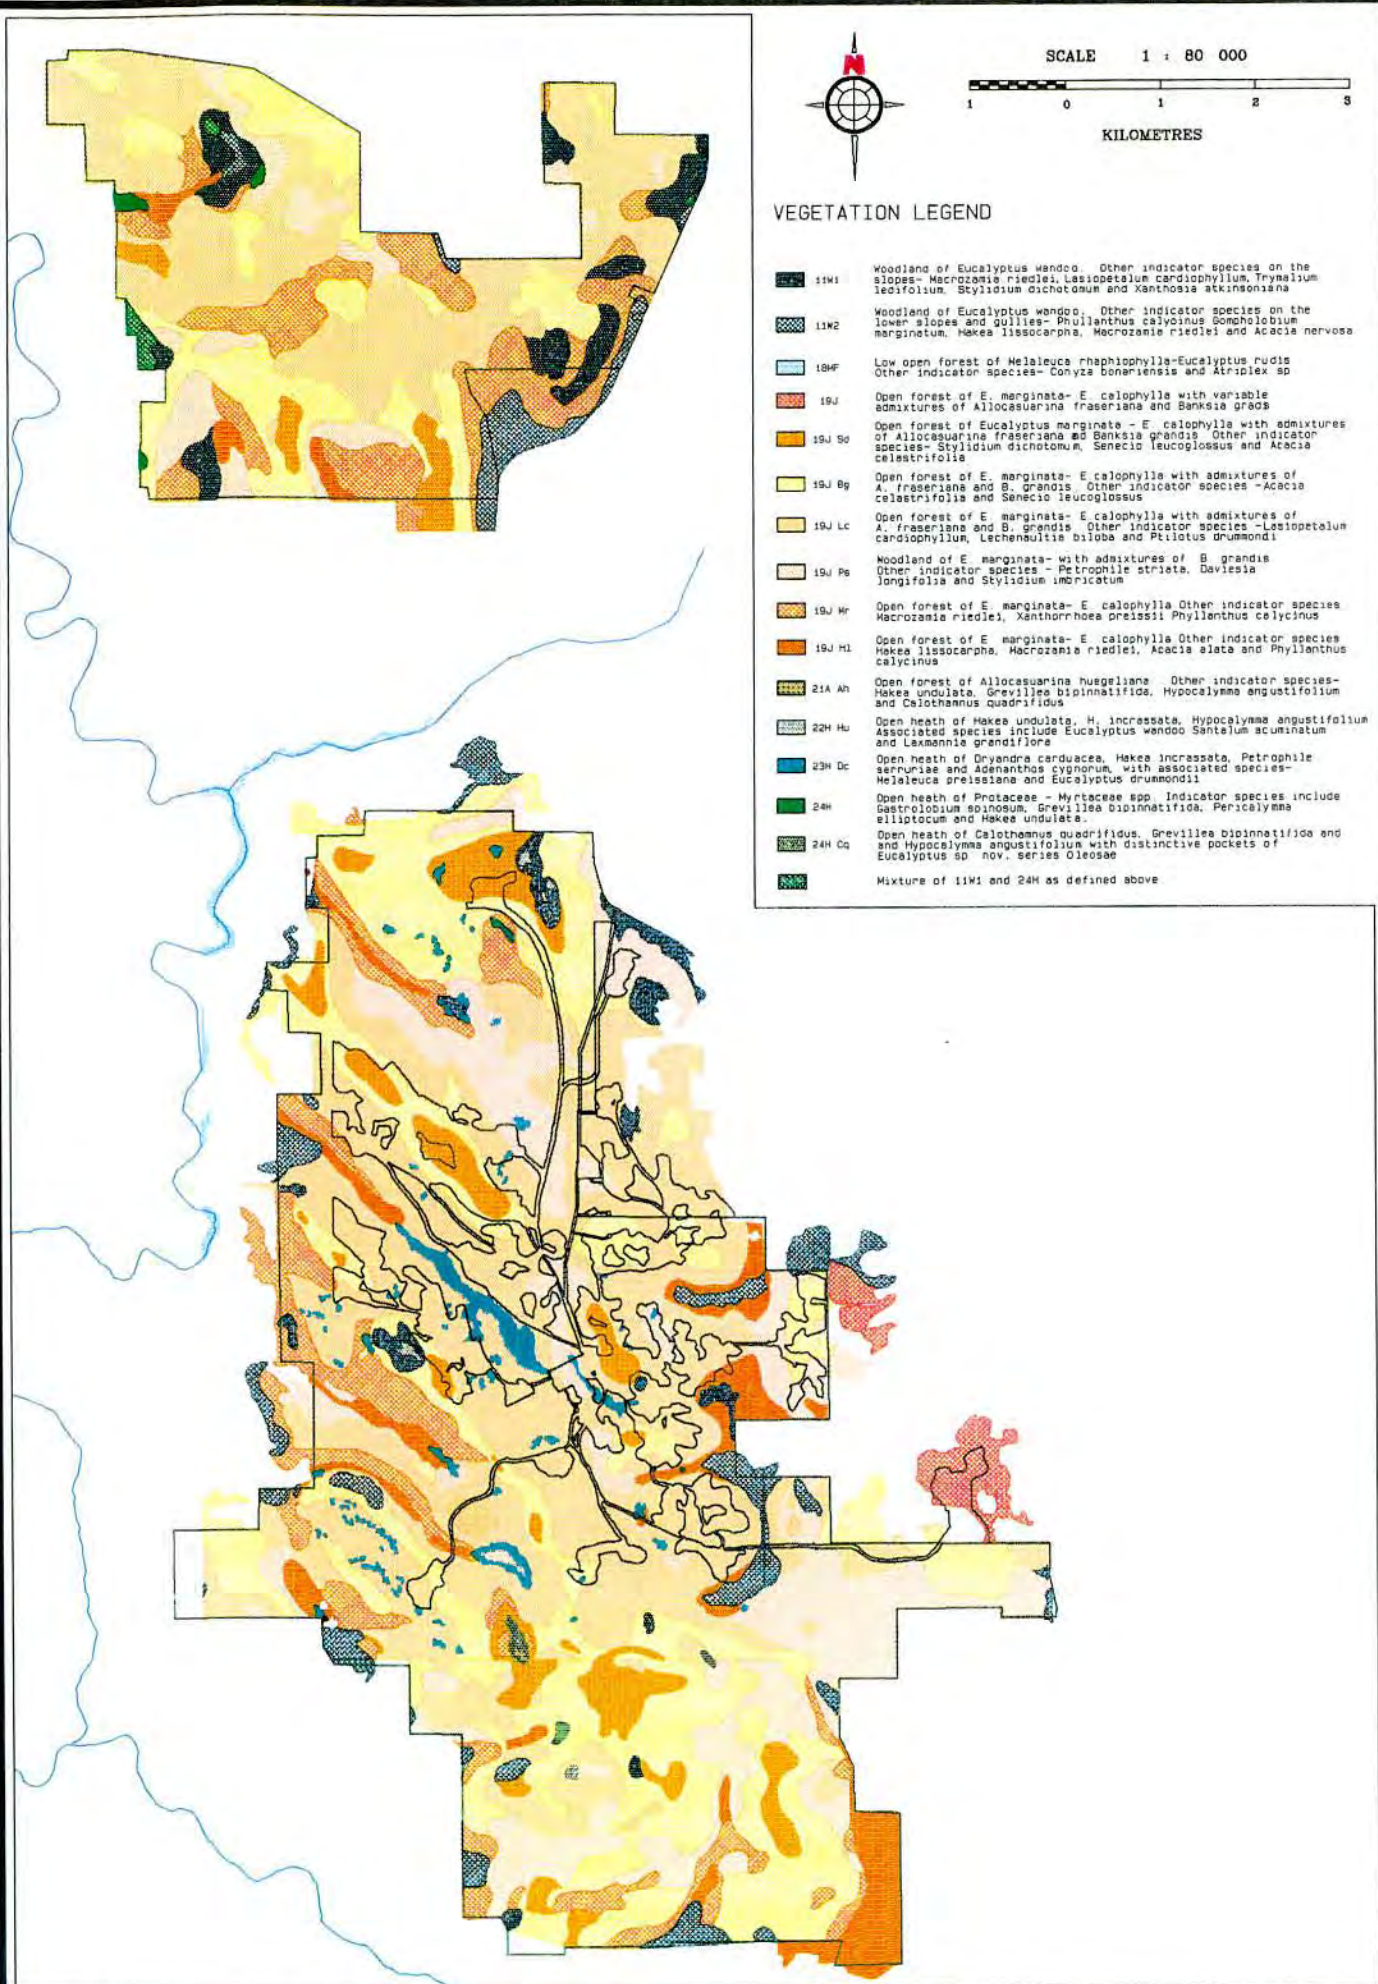 N
SCALE 1 : 80 000
1 0 1 2 3
KILOMETRES
VEGETATION LEGEND
11W1 Woodland of Eucalyptus wandoo. Other indicator species on the
slopes- Macrozamia riedlei, Lasiopetalum cardiophyllum, Trymalium
ledifolium, Stylidium dichotomum and Xanthosia atkinsoniana
11W2 Woodland of Eucalyptus wandoo. Other indicator species on the
lower slopes and gullies- Phullanthus calyoinus Gompholobium
marginatum, Hakea lissocarpha, Macrozamia riedlei and Acacia nervosa
18MF Low open forest of Melaleuca rhaphiophylla-Eucalyptus rudis
Other indicator species- Conyza bonariensis and Atriplex sp
19J Open forest of E. marginata- E. calophylla with variable
admixtures of Allocasuarina fraseriana and Banksia grads
19J Sd Open forest of Eucalyptus marginata - E. calophylla with admixtures
of Allocasuarina fraseriana and Banksia grandis Other indicator
species- Stylidium dichotomum, Senecio leucoglossus and Acacia
celastrifolia
19J Bg Open forest of E. marginata- E calophylla with admixtures of
A. fraseriana and B. grandis. Other indicator species -Acacia
celastrifolia and Senecio leucoglossus
19J Lc Open forest of E marginata- E calophylla with admixtures of
A. fraseriana and B. grandis Other indicator species -Lasiopetalum
cardiophyllum, Lechenaultia biloba and Ptilotus drummondi
19J Ps Woodland of E. marginata- with admixtures of B grandis
Other indicator species - Petrophile striata, Daviesia
longifolia and Stylidium imbricatum
19J Mr Open forest of E. marginata- E. calophylla Other indicator species
Macrozamia riedlei, Xanthorrhoea preissii Phyllanthus calycinus
19J Hl Open forest of E marginata- E calophylla Other indicator species
Hakea lissocarpha, Macrozamia riedlei, Acacia alata and Phyllanthus
calycinus
21A Ah Open forest of Allocasuarina huegeliana Other indicator species-
Hakea undulata, Grevillea bipinnatifida, Hypocalymma angustifolium
and Calothamnus quadrifidus
22H Hu Open heath of Hakea undulata, H. incrassata, Hypocalymma angustifolium
Associated species include Eucalyptus wandoo Santalum acuminatum
and Laxmannia grandiflora
23H Dc Open heath of Dryandra carduacea, Hakea incrassata, Petrophile
serruriae and Adenanthos cygnorum, with associated species-
Melaleuca preissiana and Eucalyptus drummondii
24H Open heath of Protaceae - Myrtaceae spp Indicator species include
Gastrolobium spinosum, Grevillea bipinnatifida, Pericalymma
elliptocum and Hakea undulata.
24H Cq Open heath of Calothamnus quadrifidus, Grevillea bipinnatifida and
and Hypocalymma angustifolium with distinctive pockets of
Eucalyptus sp nov. series Oleosae
Mixture of 11W1 and 24H as defined above